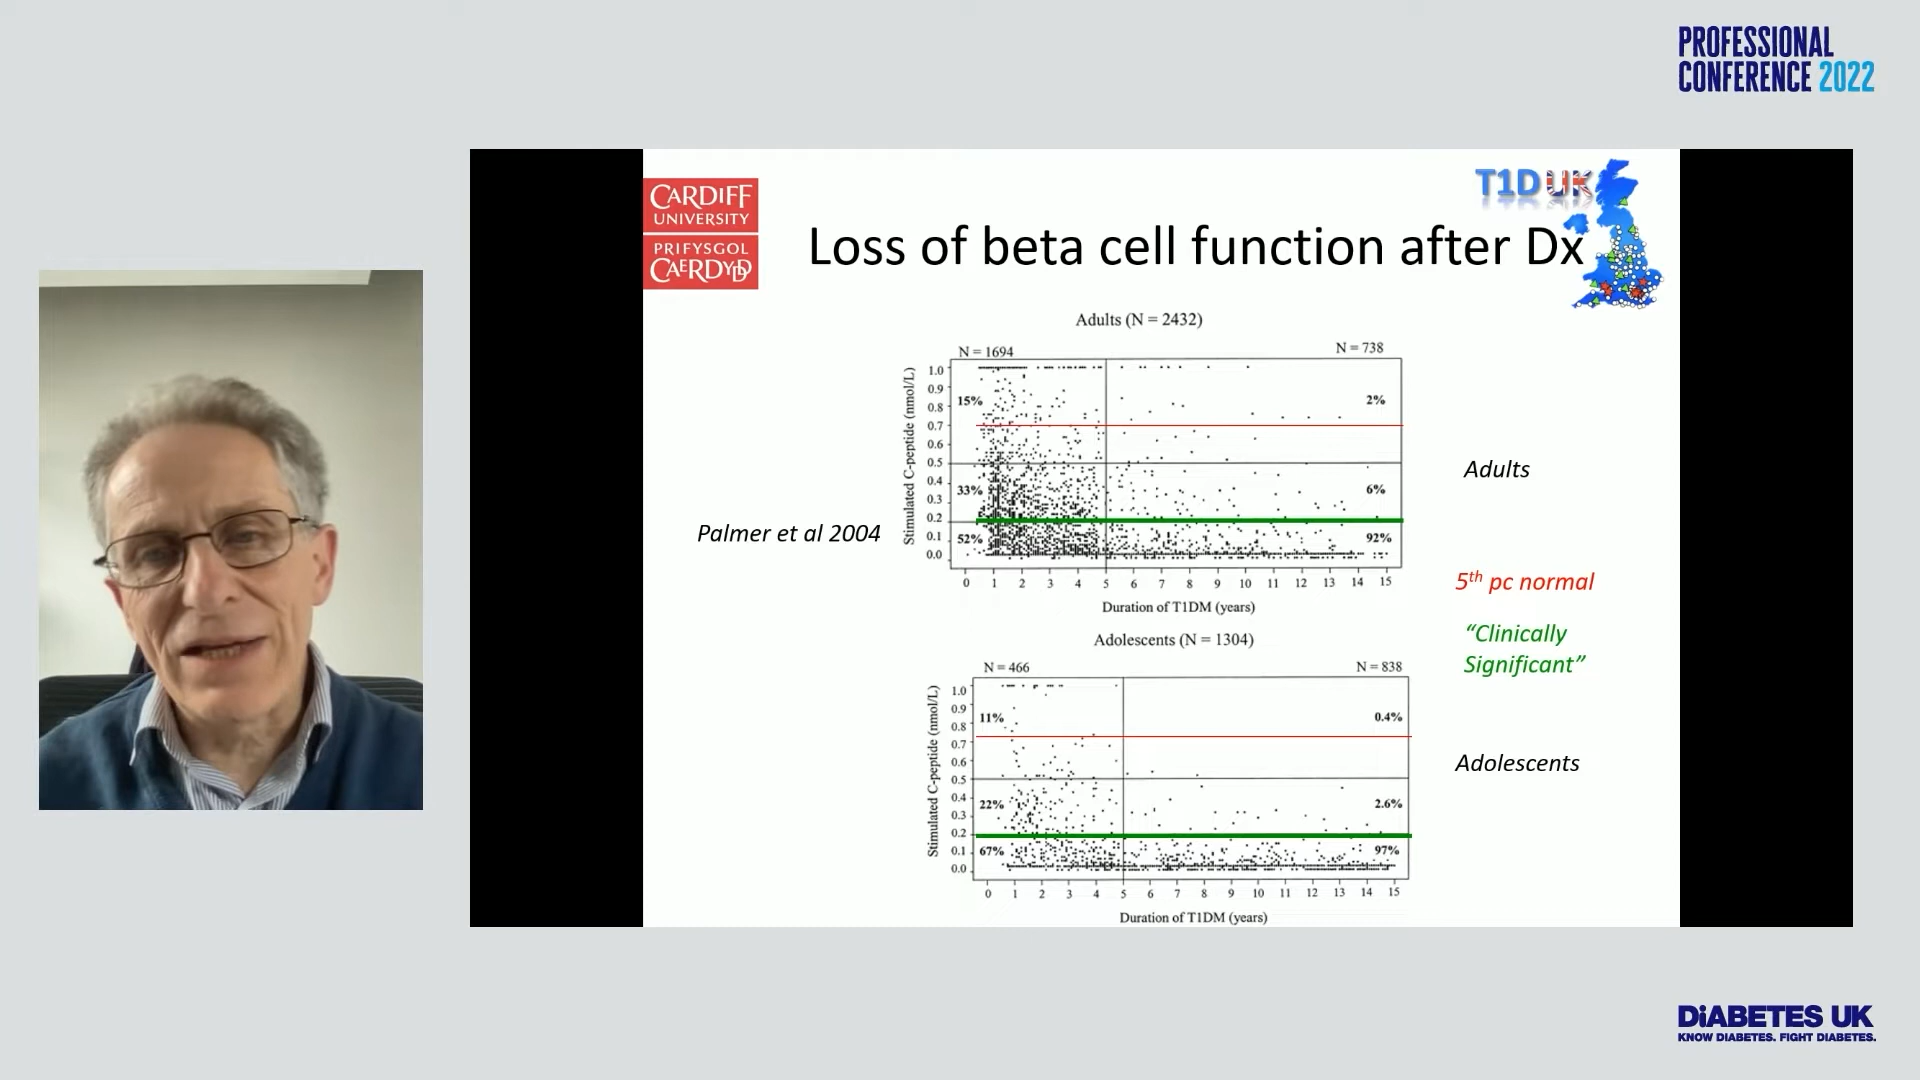 PROFESSIONAL
CONFERENCE 2022
CARDIFF
UNIVERSITY
PRIFYSGOL
CAERDYDD
T1D UK
Loss of beta cell function after Dx
Adults (N = 2432)
N = 1694
N = 738
Stimulated C-peptide (nmol/L)
1.0
0.9
0.8
0.7
0.6
0.5
0.4
0.3
0.2
0.1
0.0
15%
2%
33%
6%
52%
92%
0 1 2 3 4 5 6 7 8 9 10 11 12 13 14 15
Duration of T1DM (years)
Palmer et al 2004
Adults
5th pc normal
“Clinically
Significant”
Adolescents (N = 1304)
N = 466
N = 838
Stimulated C-peptide (nmol/L)
1.0
0.9
0.8
0.7
0.6
0.5
0.4
0.3
0.2
0.1
0.0
11%
0.4%
22%
2.6%
67%
97%
0 1 2 3 4 5 6 7 8 9 10 11 12 13 14 15
Duration of T1DM (years)
Adolescents
DiABETES UK
KNOW DIABETES. FIGHT DIABETES.